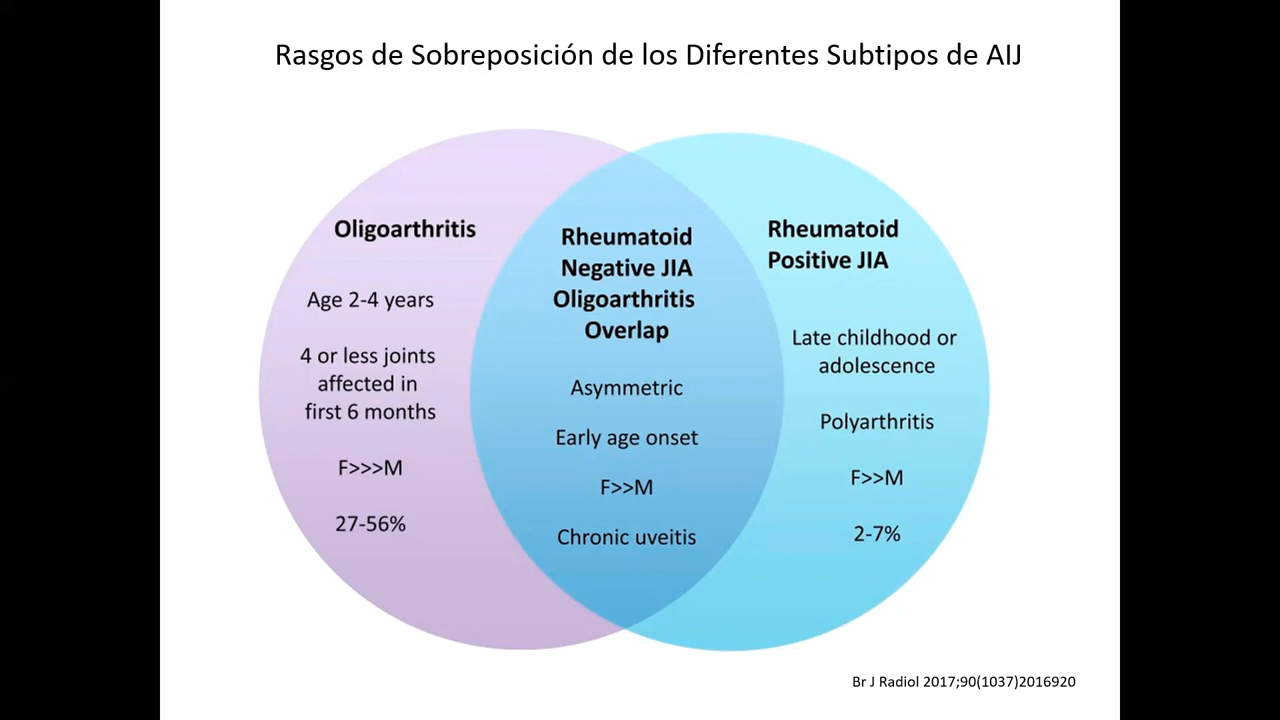 Rasgos de Sobreposición de los Diferentes Subtipos de AIJ
Oligoarthritis
Age 2-4 years
4 or less joints
affected in
first 6 months
F>>>M
27-56%
Rheumatoid
Negative JIA
Oligoarthritis
Overlap
Asymmetric
Early age onset
F>>M
Chronic uveitis
Rheumatoid
Positive JIA
Late childhood or
adolescence
Polyarthritis
F>>M
2-7%
Br J Radiol 2017;90(1037)2016920